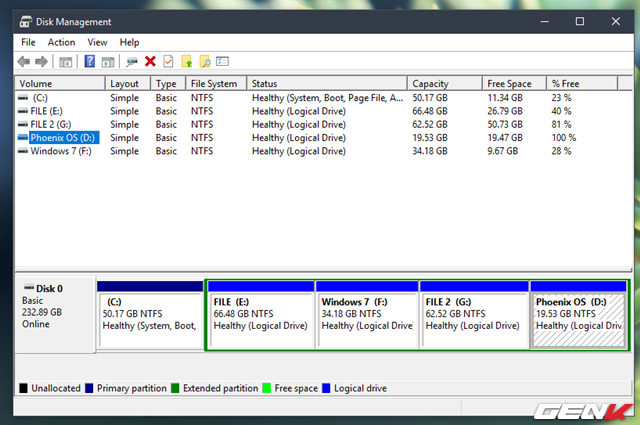 Disk Management
File Action View Help
Volume Layout Type File System Status Capacity Free Space % Free
(C:) Simple Basic NTFS Healthy (System, Boot, Page File, A... 50.17 GB 11.34 GB 23 %
FILE (E:) Simple Basic NTFS Healthy (Logical Drive) 66.48 GB 26.79 GB 40 %
FILE 2 (G:) Simple Basic NTFS Healthy (Logical Drive) 62.52 GB 50.73 GB 81 %
Phoenix OS (D:) Simple Basic NTFS Healthy (Logical Drive) 19.53 GB 19.47 GB 100 %
Windows 7 (F:) Simple Basic NTFS Healthy (Logical Drive) 34.18 GB 9.67 GB 28 %
Disk 0
Basic
232.89 GB
Online
(C:)
50.17 GB NTFS
Healthy (System, Boot,
FILE (E:)
66.48 GB NTFS
Healthy (Logical Drive)
Windows 7 (F:)
34.18 GB NTFS
Healthy (Logical Drive
FILE 2 (G:)
62.52 GB NTFS
Healthy (Logical Drive)
Phoenix OS (D:)
19.53 GB NTFS
Healthy (Logical Driv
Unallocated Primary partition Extended partition Free space Logical drive
GENK